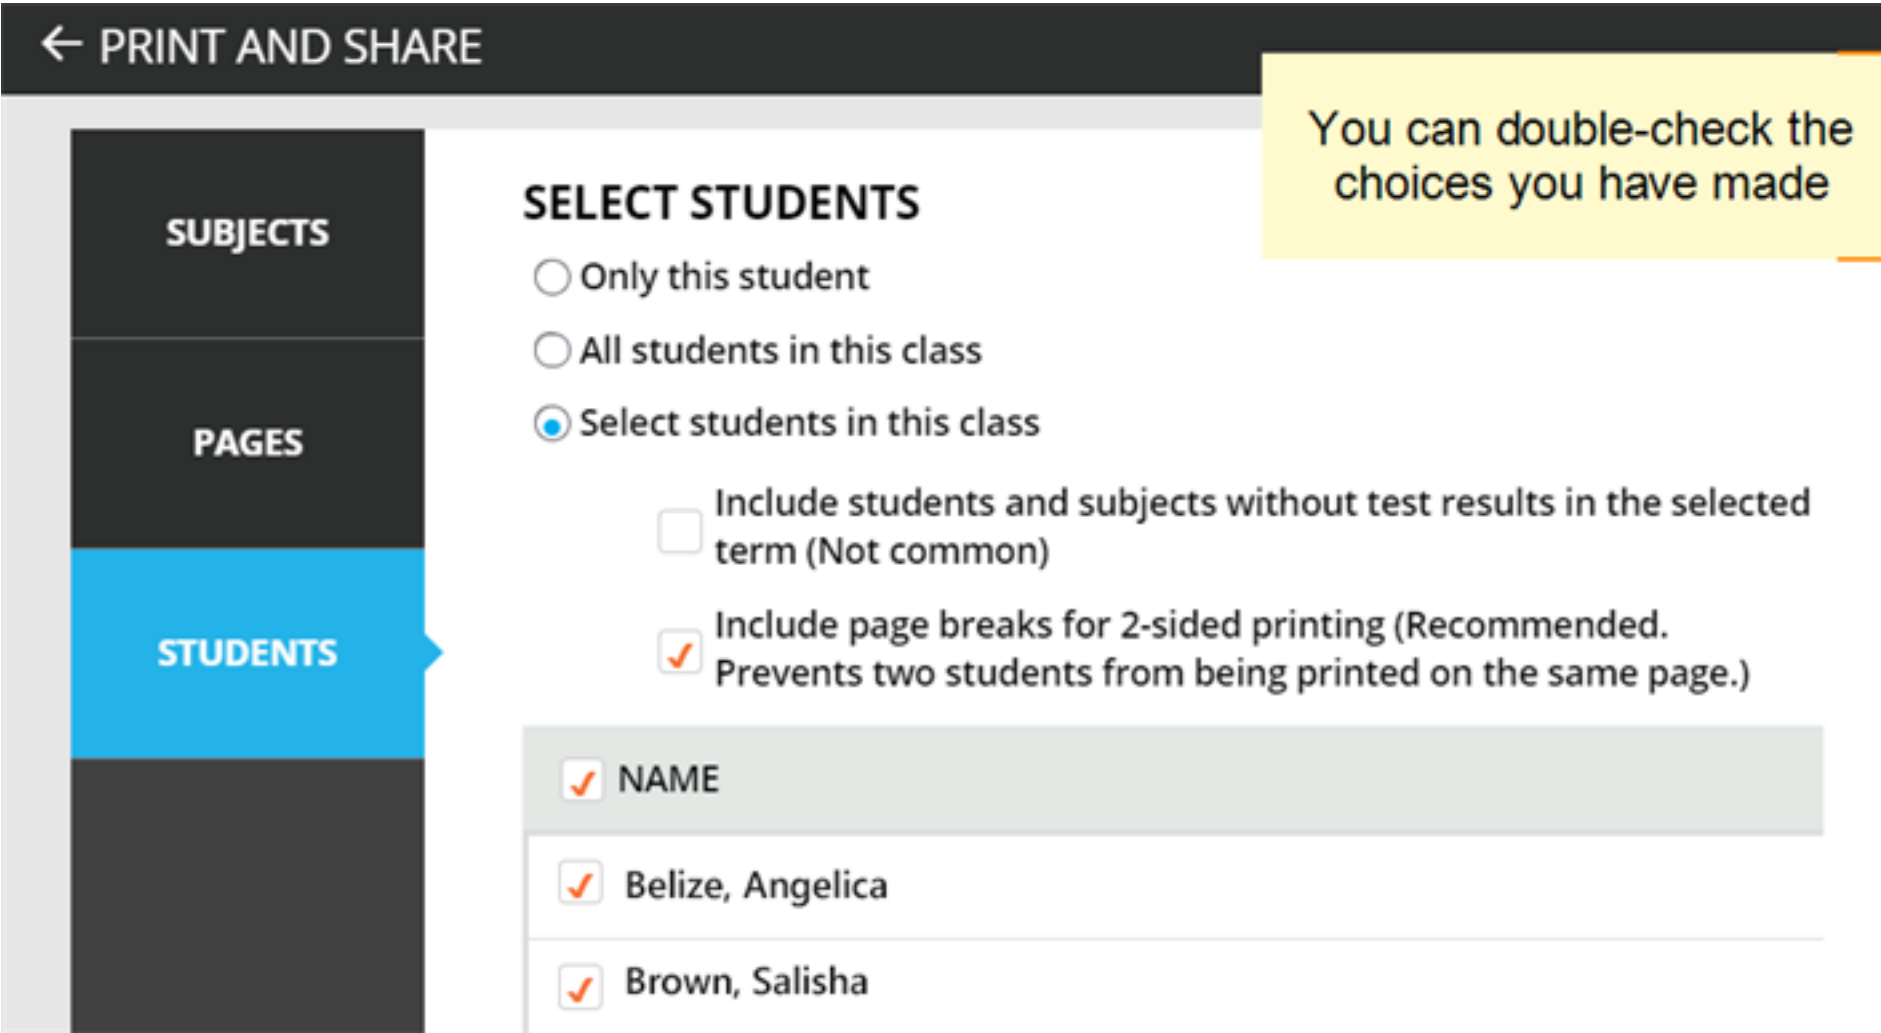 ← PRINT AND SHARE
You can double-check the
choices you have made
SUBJECTS
PAGES
STUDENTS
SELECT STUDENTS
Only this student
All students in this class
Select students in this class
Include students and subjects without test results in the selected
term (Not common)
Include page breaks for 2-sided printing (Recommended.
Prevents two students from being printed on the same page.)
NAME
Belize, Angelica
Brown, Salisha